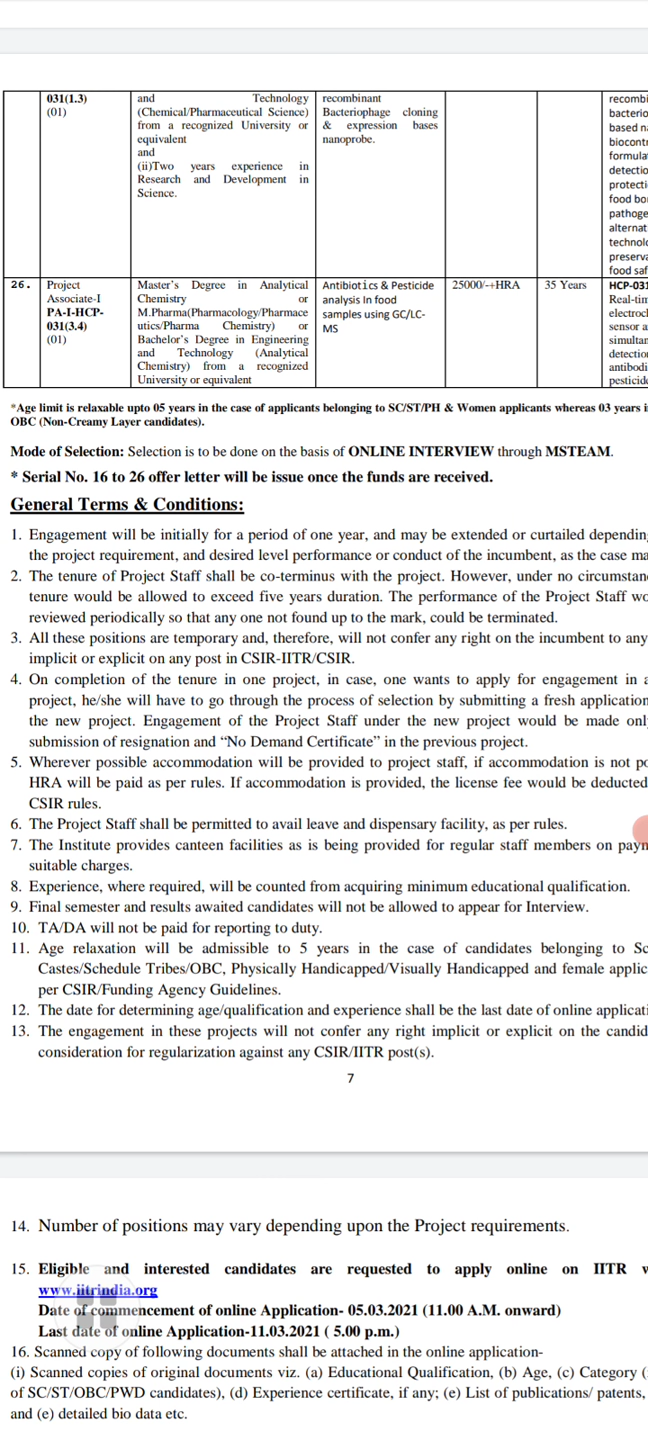 031(1.3)
(01)
and Technology
(Chemical/Pharmaceutical Science)
from a recognized University or
equivalent
and
(ii)Two years experience in
Research and Development in
Science.
recombinant
Bacteriophage cloning
& expression bases
nanoprobe.
recombi
bacterio
based na
biocontr
formulat
detectio
protecti
food bor
pathoge
alternat
technolo
preserva
food saf
26.
Project
Associate-I
PA-I-HCP-
031(3.4)
(01)
Master's Degree in Analytical
Chemistry or
M.Pharma(Pharmacology/Pharmace
utics/Pharma Chemistry) or
Bachelor's Degree in Engineering
and Technology (Analytical
Chemistry) from a recognized
University or equivalent
Antibiotics & Pesticide
analysis In food
samples using GC/LC-
MS
25000/-+HRA
35 Years
HCP-031
Real-tim
electroch
sensor a
simultan
detection
antibodi
pesticide
*Age limit is relaxable upto 05 years in the case of applicants belonging to SC/ST/PH & Women applicants whereas 03 years i
OBC (Non-Creamy Layer candidates).
Mode of Selection: Selection is to be done on the basis of ONLINE INTERVIEW through MSTEAM.
* Serial No. 16 to 26 offer letter will be issue once the funds are received.
General Terms & Conditions:
1. Engagement will be initially for a period of one year, and may be extended or curtailed depending
the project requirement, and desired level performance or conduct of the incumbent, as the case ma
2. The tenure of Project Staff shall be co-terminus with the project. However, under no circumstan
tenure would be allowed to exceed five years duration. The performance of the Project Staff wo
reviewed periodically so that any one not found up to the mark, could be terminated.
3. All these positions are temporary and, therefore, will not confer any right on the incumbent to any
implicit or explicit on any post in CSIR-IITR/CSIR.
4. On completion of the tenure in one project, in case, one wants to apply for engagement in a
project, he/she will have to go through the process of selection by submitting a fresh application
the new project. Engagement of the Project Staff under the new project would be made onl
submission of resignation and “No Demand Certificate” in the previous project.
5. Wherever possible accommodation will be provided to project staff, if accommodation is not po
HRA will be paid as per rules. If accommodation is provided, the license fee would be deducted
CSIR rules.
6. The Project Staff shall be permitted to avail leave and dispensary facility, as per rules.
7. The Institute provides canteen facilities as is being provided for regular staff members on paym
suitable charges.
8. Experience, where required, will be counted from acquiring minimum educational qualification.
9. Final semester and results awaited candidates will not be allowed to appear for Interview.
10. TA/DA will not be paid for reporting to duty.
11. Age relaxation will be admissible to 5 years in the case of candidates belonging to Sc
Castes/Schedule Tribes/OBC, Physically Handicapped/Visually Handicapped and female applic
per CSIR/Funding Agency Guidelines.
12. The date for determining age/qualification and experience shall be the last date of online applicati
13. The engagement in these projects will not confer any right implicit or explicit on the candid
consideration for regularization against any CSIR/IITR post(s).
7
14. Number of positions may vary depending upon the Project requirements.
15. Eligible and interested candidates are requested to apply online on IITR w
www.iitrindia.org
Date of commencement of online Application- 05.03.2021 (11.00 A.M. onward)
Last date of online Application-11.03.2021 ( 5.00 p.m.)
16. Scanned copy of following documents shall be attached in the online application-
(i) Scanned copies of original documents viz. (a) Educational Qualification, (b) Age, (c) Category (
of SC/ST/OBC/PWD candidates), (d) Experience certificate, if any; (e) List of publications/ patents,
and (e) detailed bio data etc.